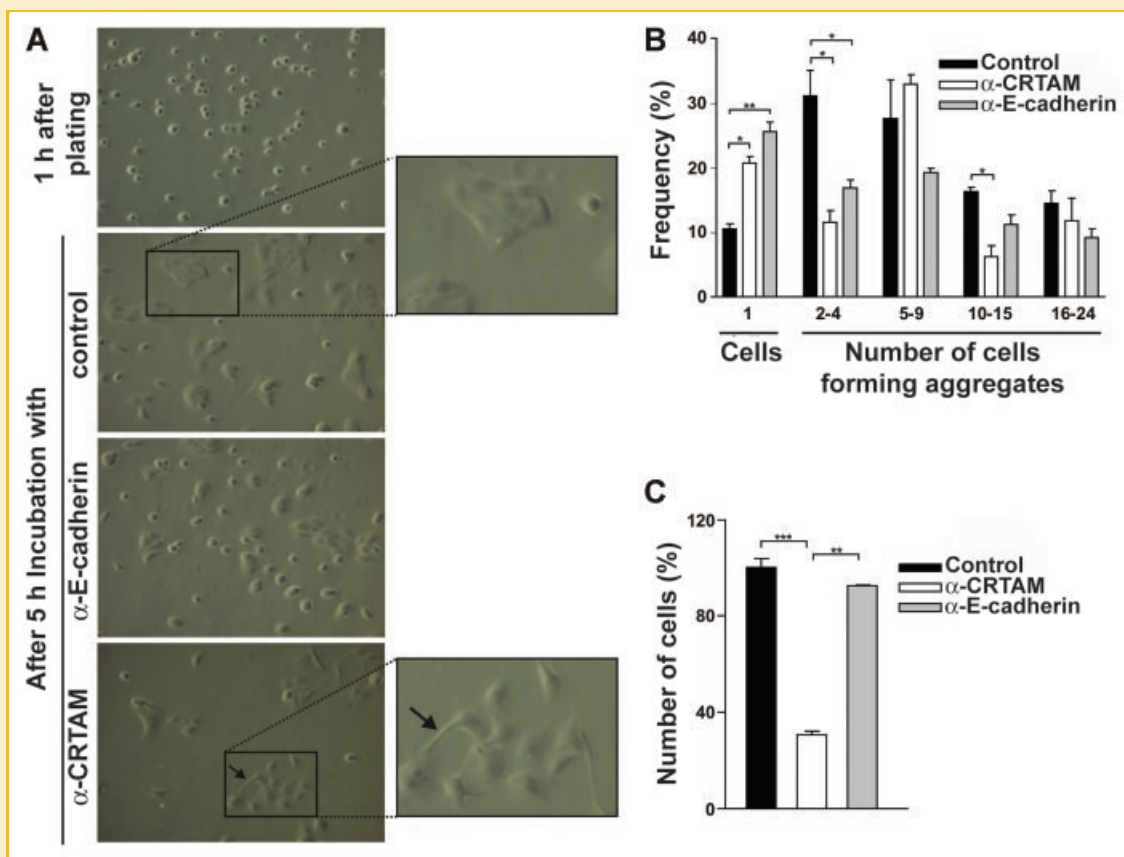 A
1 h after
plating
After 5 h Incubation with
control
α-E-cadherin
α-CRTAM
B
Frequency (%)
40
30
20
10
0
**
*
*
*
*
Control
α-CRTAM
α-E-cadherin
1
2-4
5-9
10-15
16-24
Cells
Number of cells
forming aggregates
C
Number of cells (%)
120
80
40
0
***
**
Control
α-CRTAM
α-E-cadherin